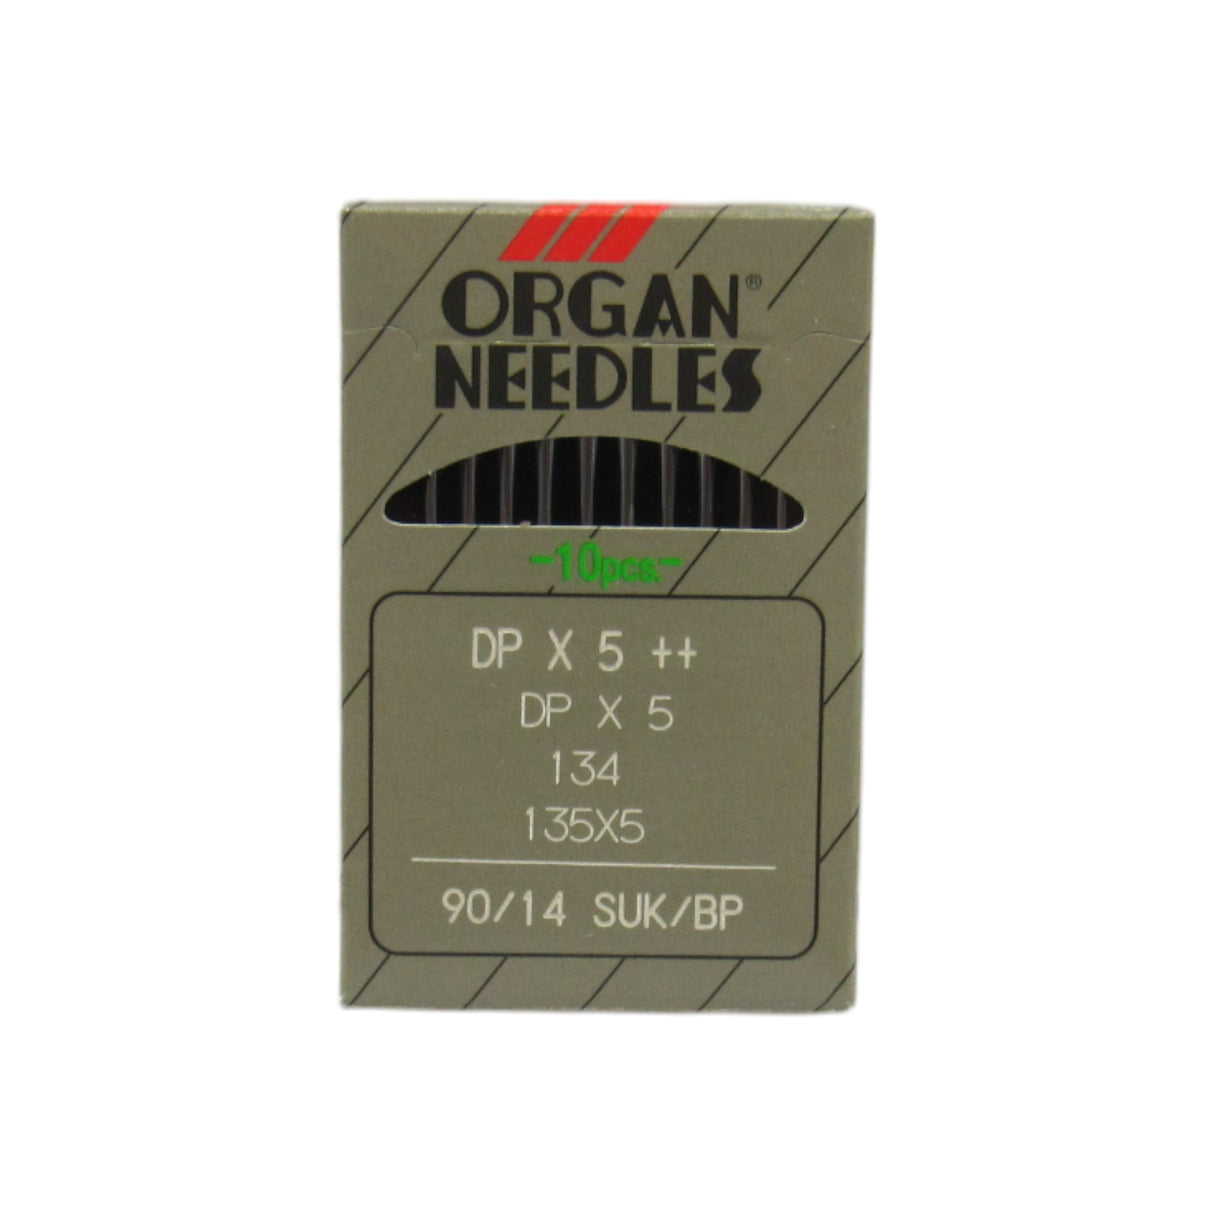 ORGAN®
NEEDLES
-10pcs.-
DP X 5 ++
DP X 5
134
135X5
90/14 SUK/BP